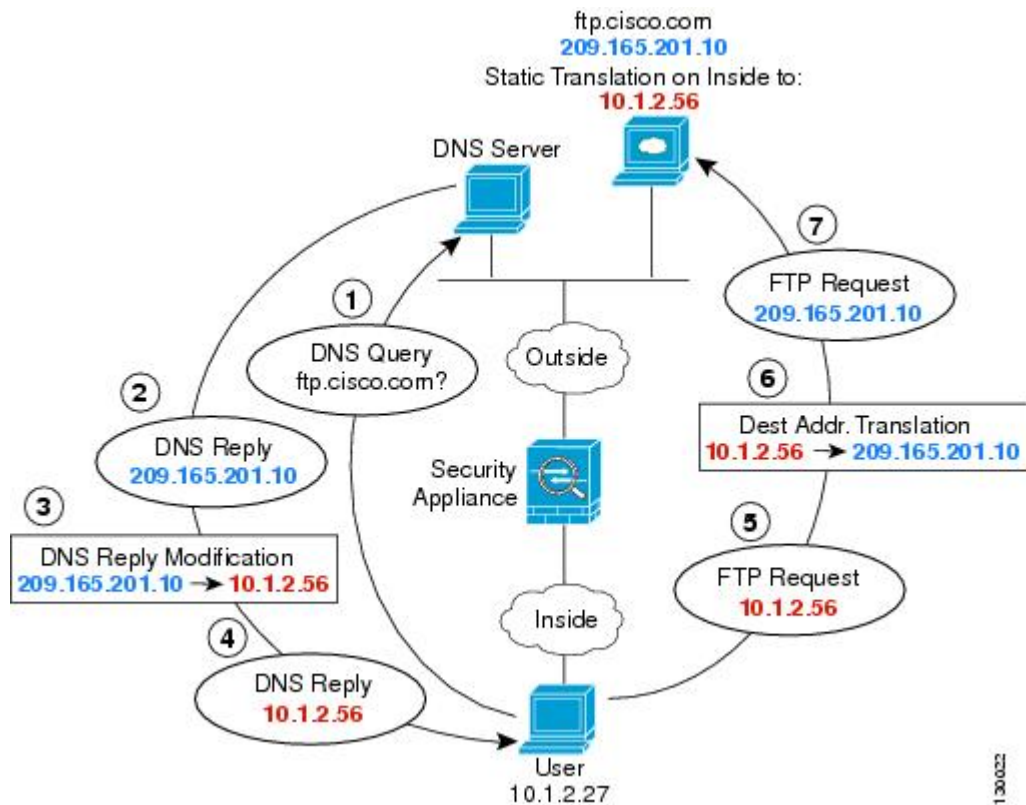 ftp.cisco.com
209.165.201.10
Static Translation on Inside to:
10.1.2.56
DNS Server
7
FTP Request
209.165.201.10
1
DNS Query
ftp.cisco.com?
Outside
2
DNS Reply
209.165.201.10
6
Dest Addr. Translation
10.1.2.56 → 209.165.201.10
Security
Appliance
3
DNS Reply Modification
209.165.201.10 → 10.1.2.56
5
FTP Request
10.1.2.56
Inside
4
DNS Reply
10.1.2.56
User
10.1.2.27
130022